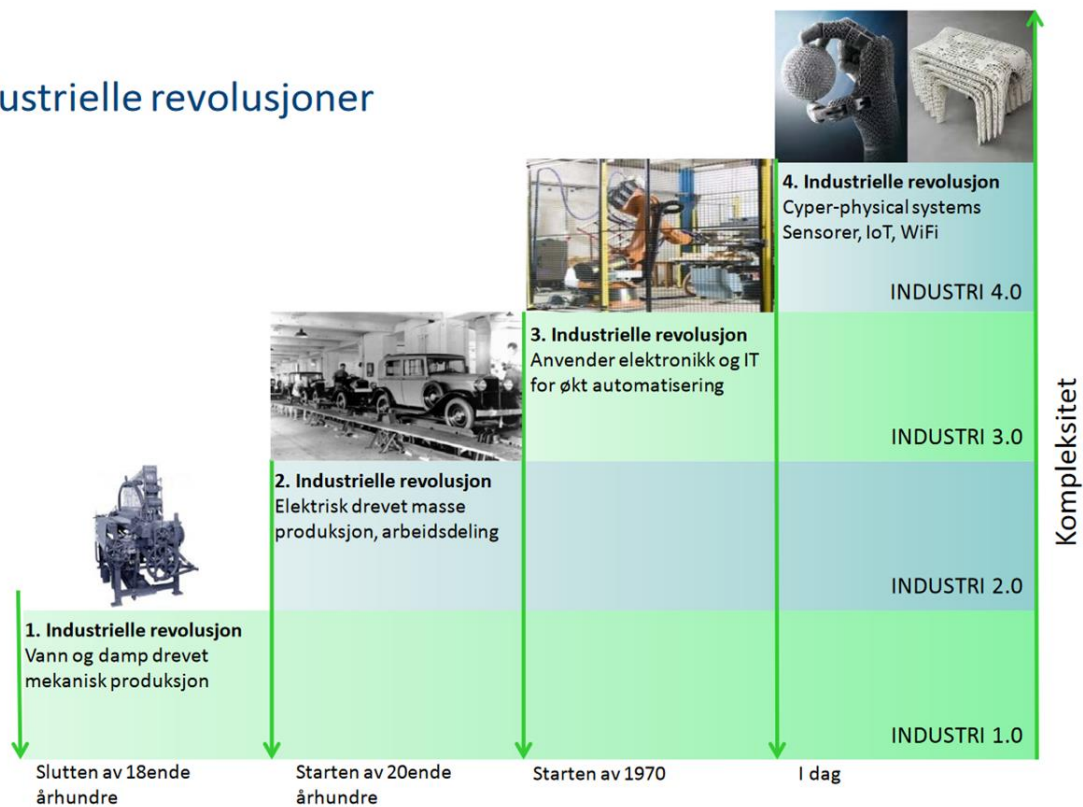 ustrielle revolusjoner
4. Industrielle revolusjon
Cyper-physical systems
Sensorer, IoT, WiFi
INDUSTRI 4.0
3. Industrielle revolusjon
Anvender elektronikk og IT
for økt automatisering
INDUSTRI 3.0
2. Industrielle revolusjon
Elektrisk drevet masse
produksjon, arbeidsdeling
INDUSTRI 2.0
1. Industrielle revolusjon
Vann og damp drevet
mekanisk produksjon
INDUSTRI 1.0
Kompleksitet
Slutten av 18ende
århundre
Starten av 20ende
århundre
Starten av 1970
I dag